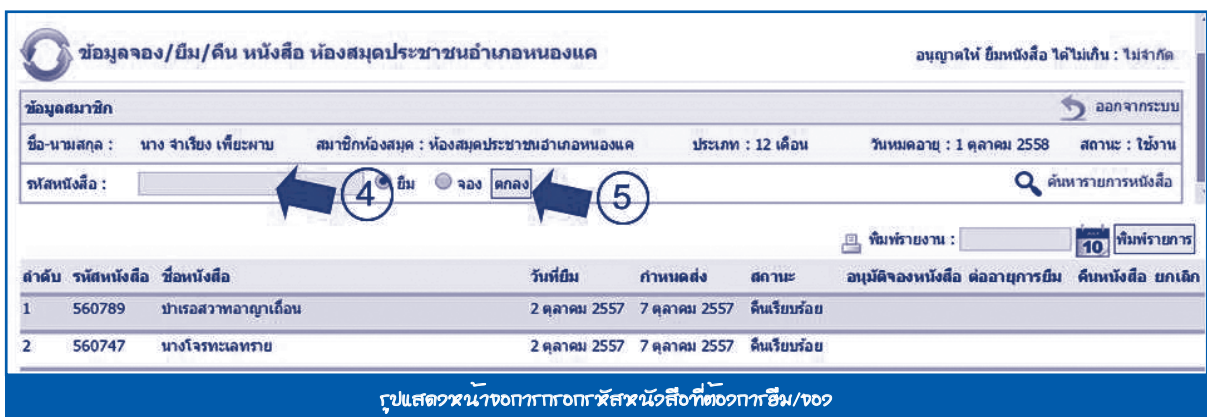 ข้อมูลจอง/ยืม/คืน หนังสือ ห้องสมุดประชาชนอำเภอหนองแค
อนุญาตให้ ยืมหนังสือ ได้ไม่เกิน : ไม่จำกัด
ข้อมูลสมาชิก ออกจากระบบ
ชื่อ-นามสกุล : นาง จำเรียง เพี้ยะผาบ สมาชิกห้องสมุด : ห้องสมุดประชาชนอำเภอหนองแค ประเภท : 12 เดือน วันหมดอายุ : 1 ตุลาคม 2558 สถานะ : ใช้งาน
รหัสหนังสือ : 4 ยืม จอง ตกลง 5 ค้นหารายการหนังสือ
พิมพ์รายงาน : 10 พิมพ์รายการ
ลำดับ รหัสหนังสือ ชื่อหนังสือ วันที่ยืม กำหนดส่ง สถานะ อนุมัติจองหนังสือ ต่ออายุการยืม คืนหนังสือ ยกเลิก
1 560789 บำเรอสวาทอาญาเถื่อน 2 ตุลาคม 2557 7 ตุลาคม 2557 คืนเรียบร้อย
2 560747 นางโจรทะเลทราย 2 ตุลาคม 2557 7 ตุลาคม 2557 คืนเรียบร้อย
รูปแสดงหน้าจอการกรอกรหัสหนังสือที่ต้องการยืม/จอง